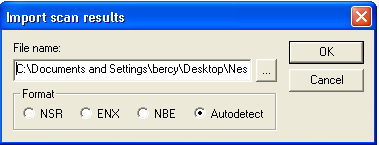 Import scan results
File name:
C:\Documents and Settings\bercy\Desktop\Nes ...
OK
Cancel
Format
NSR ENX NBE Autodetect